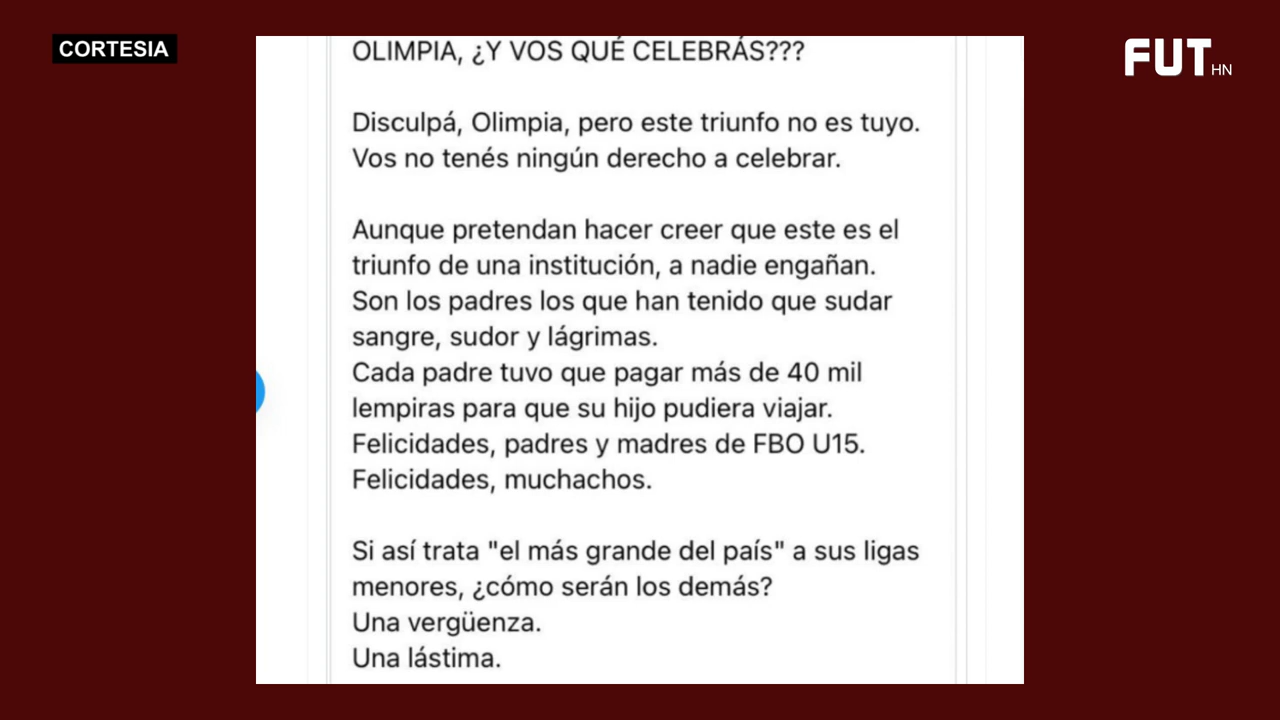 CORTESIA
FUT HN
OLIMPIA, ¿Y VOS QUÉ CELEBRÁS???
Disculpá, Olimpia, pero este triunfo no es tuyo.
Vos no tenés ningún derecho a celebrar.
Aunque pretendan hacer creer que este es el
triunfo de una institución, a nadie engañan.
Son los padres los que han tenido que sudar
sangre, sudor y lágrimas.
Cada padre tuvo que pagar más de 40 mil
lempiras para que su hijo pudiera viajar.
Felicidades, padres y madres de FBO U15.
Felicidades, muchachos.
Si así trata "el más grande del país" a sus ligas
menores, ¿cómo serán los demás?
Una vergüenza.
Una lástima.